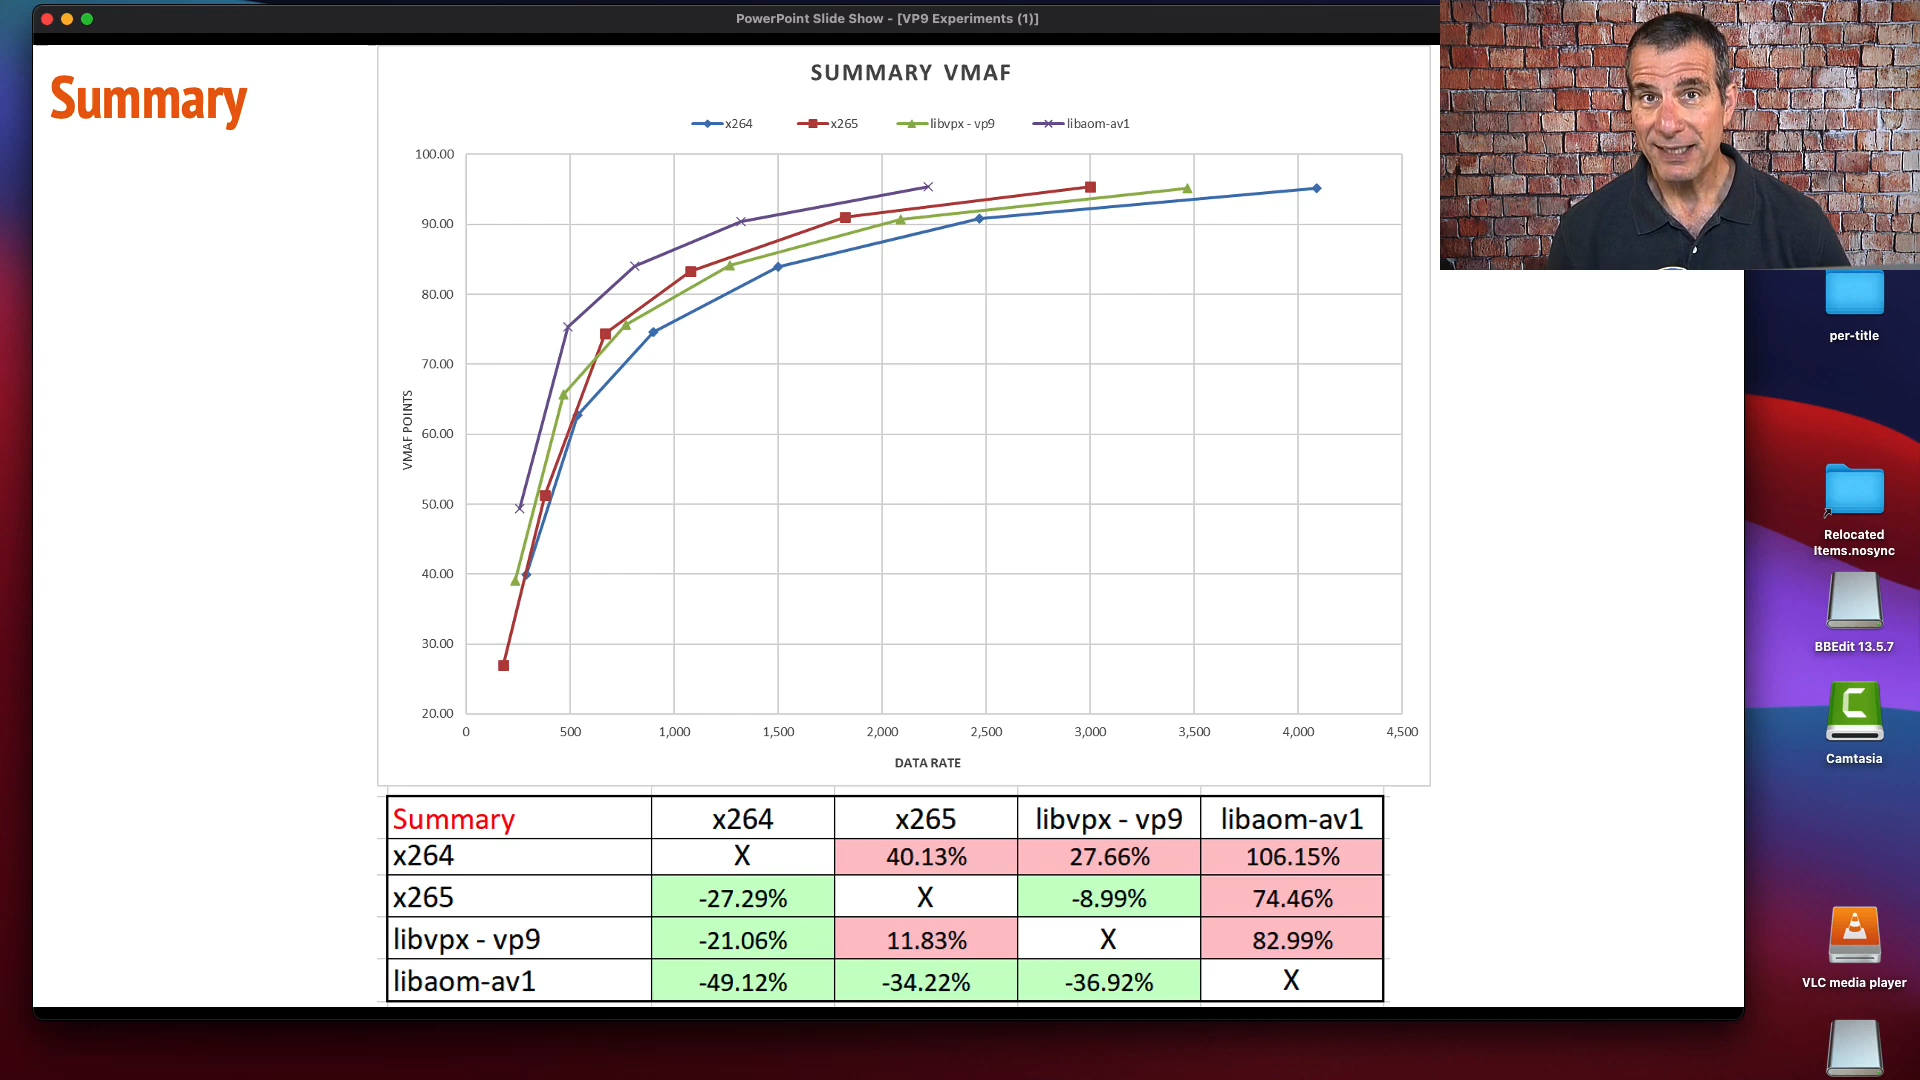 PowerPoint Slide Show - [VP9 Experiments (1)]
Summary
SUMMARY VMAF
x264
x265
libvpx - vp9
libaom-av1
100.00
90.00
80.00
70.00
60.00
50.00
40.00
30.00
20.00
VMAF POINTS
0
500
1,000
1,500
2,000
2,500
3,000
3,500
4,000
4,500
DATA RATE
Summary x264 x265 libvpx - vp9 libaom-av1
x264 X 40.13% 27.66% 106.15%
x265 -27.29% X -8.99% 74.46%
libvpx - vp9 -21.06% 11.83% X 82.99%
libaom-av1 -49.12% -34.22% -36.92% X
per-title
Relocated
Items.nosync
BBEdit 13.5.7
C
Camtasia
VLC media player